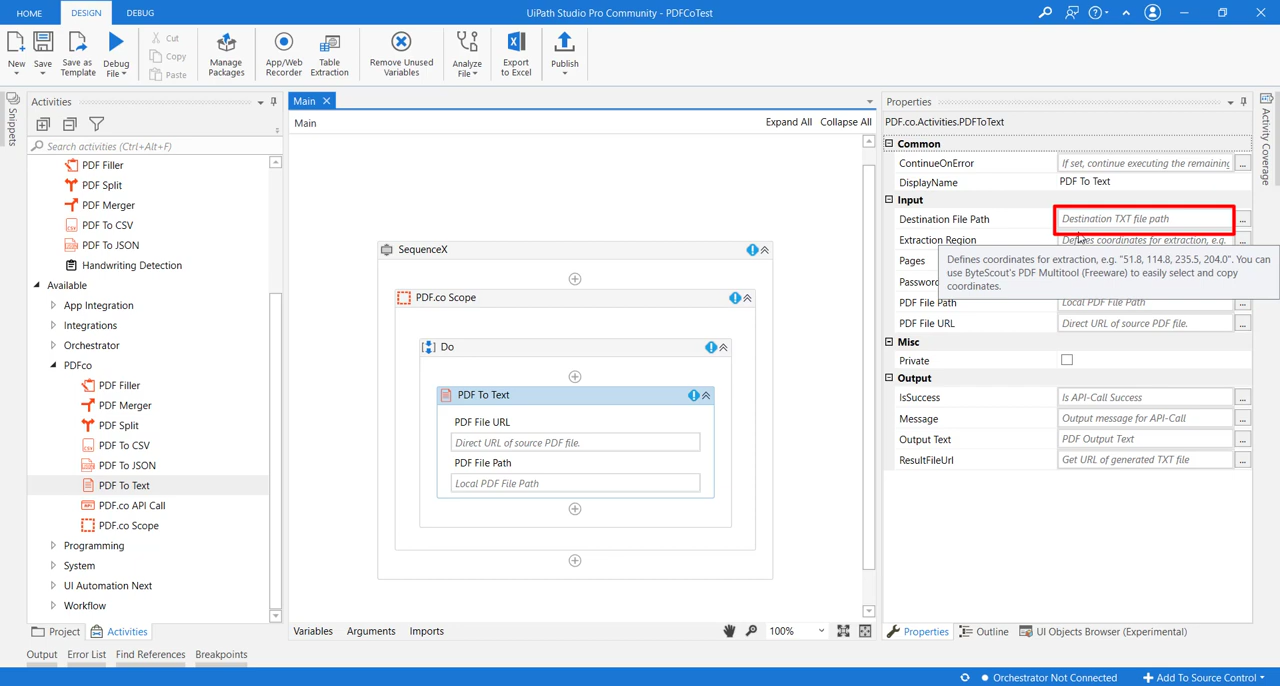 HOME
DESIGN
DEBUG
UiPath Studio Pro Community - PDFCoTest
New
Save
Save as Template
Debug File
Cut
Copy
Paste
Manage Packages
App/Web Recorder
Table Extraction
Remove Unused Variables
Analyze File
Export to Excel
Publish
Snippets
Activities
Search activities (Ctrl+Alt+F)
PDF Filler
PDF Split
PDF Merger
PDF To CSV
PDF To JSON
Handwriting Detection
Available
App Integration
Integrations
Orchestrator
PDFco
PDF Filler
PDF Merger
PDF Split
PDF To CSV
PDF To JSON
PDF To Text
PDF.co API Call
PDF.co Scope
Programming
System
UI Automation Next
Workflow
Project
Activities
Main
Main
Expand All
Collapse All
SequenceX
PDF.co Scope
Do
PDF To Text
PDF File URL
Direct URL of source PDF file.
PDF File Path
Local PDF File Path
Variables
Arguments
Imports
100%
Properties
PDF.co.Activities.PDFToText
Common
ContinueOnError
If set, continue executing the remaining
DisplayName
PDF To Text
Input
Destination File Path
Destination TXT file path
Extraction Region
Defines coordinates for extraction, e.g.
Pages
Defines coordinates for extraction, e.g. "51.8, 114.8, 235.5, 204.0". You can
use ByteScout's PDF Multitool (Freeware) to easily select and copy
coordinates.
Passwor
PDF File Path
Local PDF File Path
PDF File URL
Direct URL of source PDF file.
Misc
Private
Output
IsSuccess
Is API-Call Success
Message
Output message for API-Call
Output Text
PDF Output Text
ResultFileUrl
Get URL of generated TXT file
Activity Coverage
Properties
Outline
UI Objects Browser (Experimental)
Output
Error List
Find References
Breakpoints
Orchestrator Not Connected
Add To Source Control